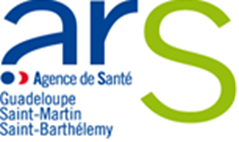 ars
Agence de Santé
Guadeloupe
Saint-Martin
Saint-Barthélemy